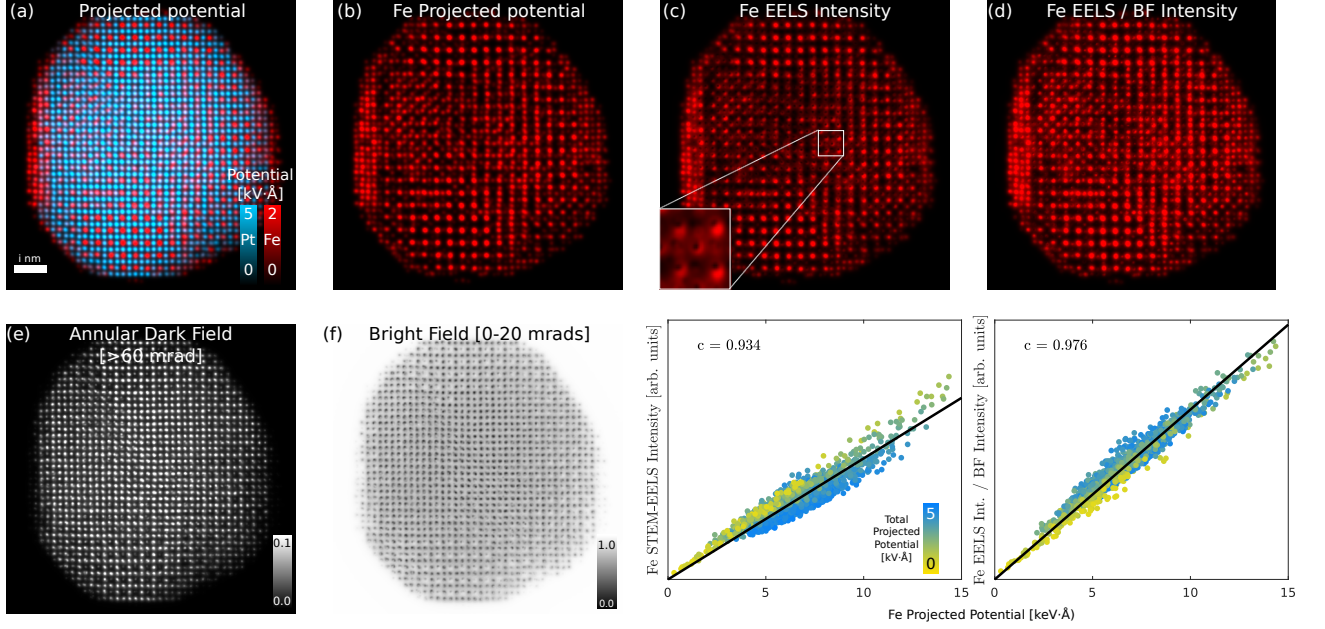 (a) Projected potential
Potential
[kV·Å]
5 2
Pt Fe
0 0
i nm
(b) Fe Projected potential
(c) Fe EELS Intensity
(d) Fe EELS / BF Intensity
(e) Annular Dark Field
[>60 mrad]
0.1
0.0
(f) Bright Field [0-20 mrads]
1.0
0.0
Fe STEM–EELS Intensity [arb. units]
c = 0.934
Total
Projected
Potential
[kV·Å]
5
0
0 5 10 15
Fe EELS Int. / BF Intensity [arb. units]
c = 0.976
0 5 10 15
Fe Projected Potential [keV·Å]